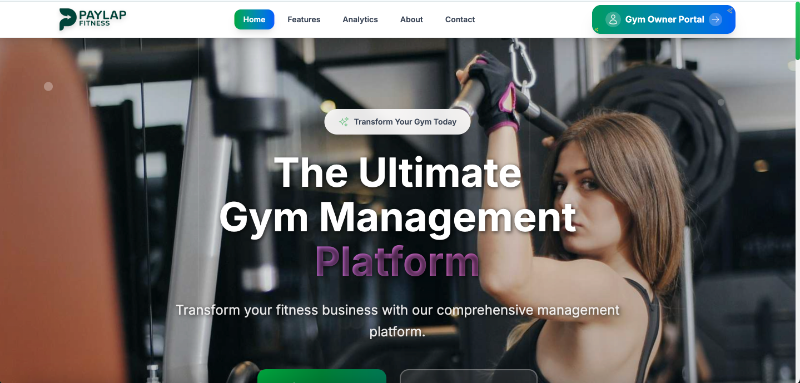 PAYLAP
FITNESS
Home Features Analytics About Contact
Gym Owner Portal
Transform Your Gym Today
The Ultimate
Gym Management
Platform
Transform your fitness business with our comprehensive management
platform.